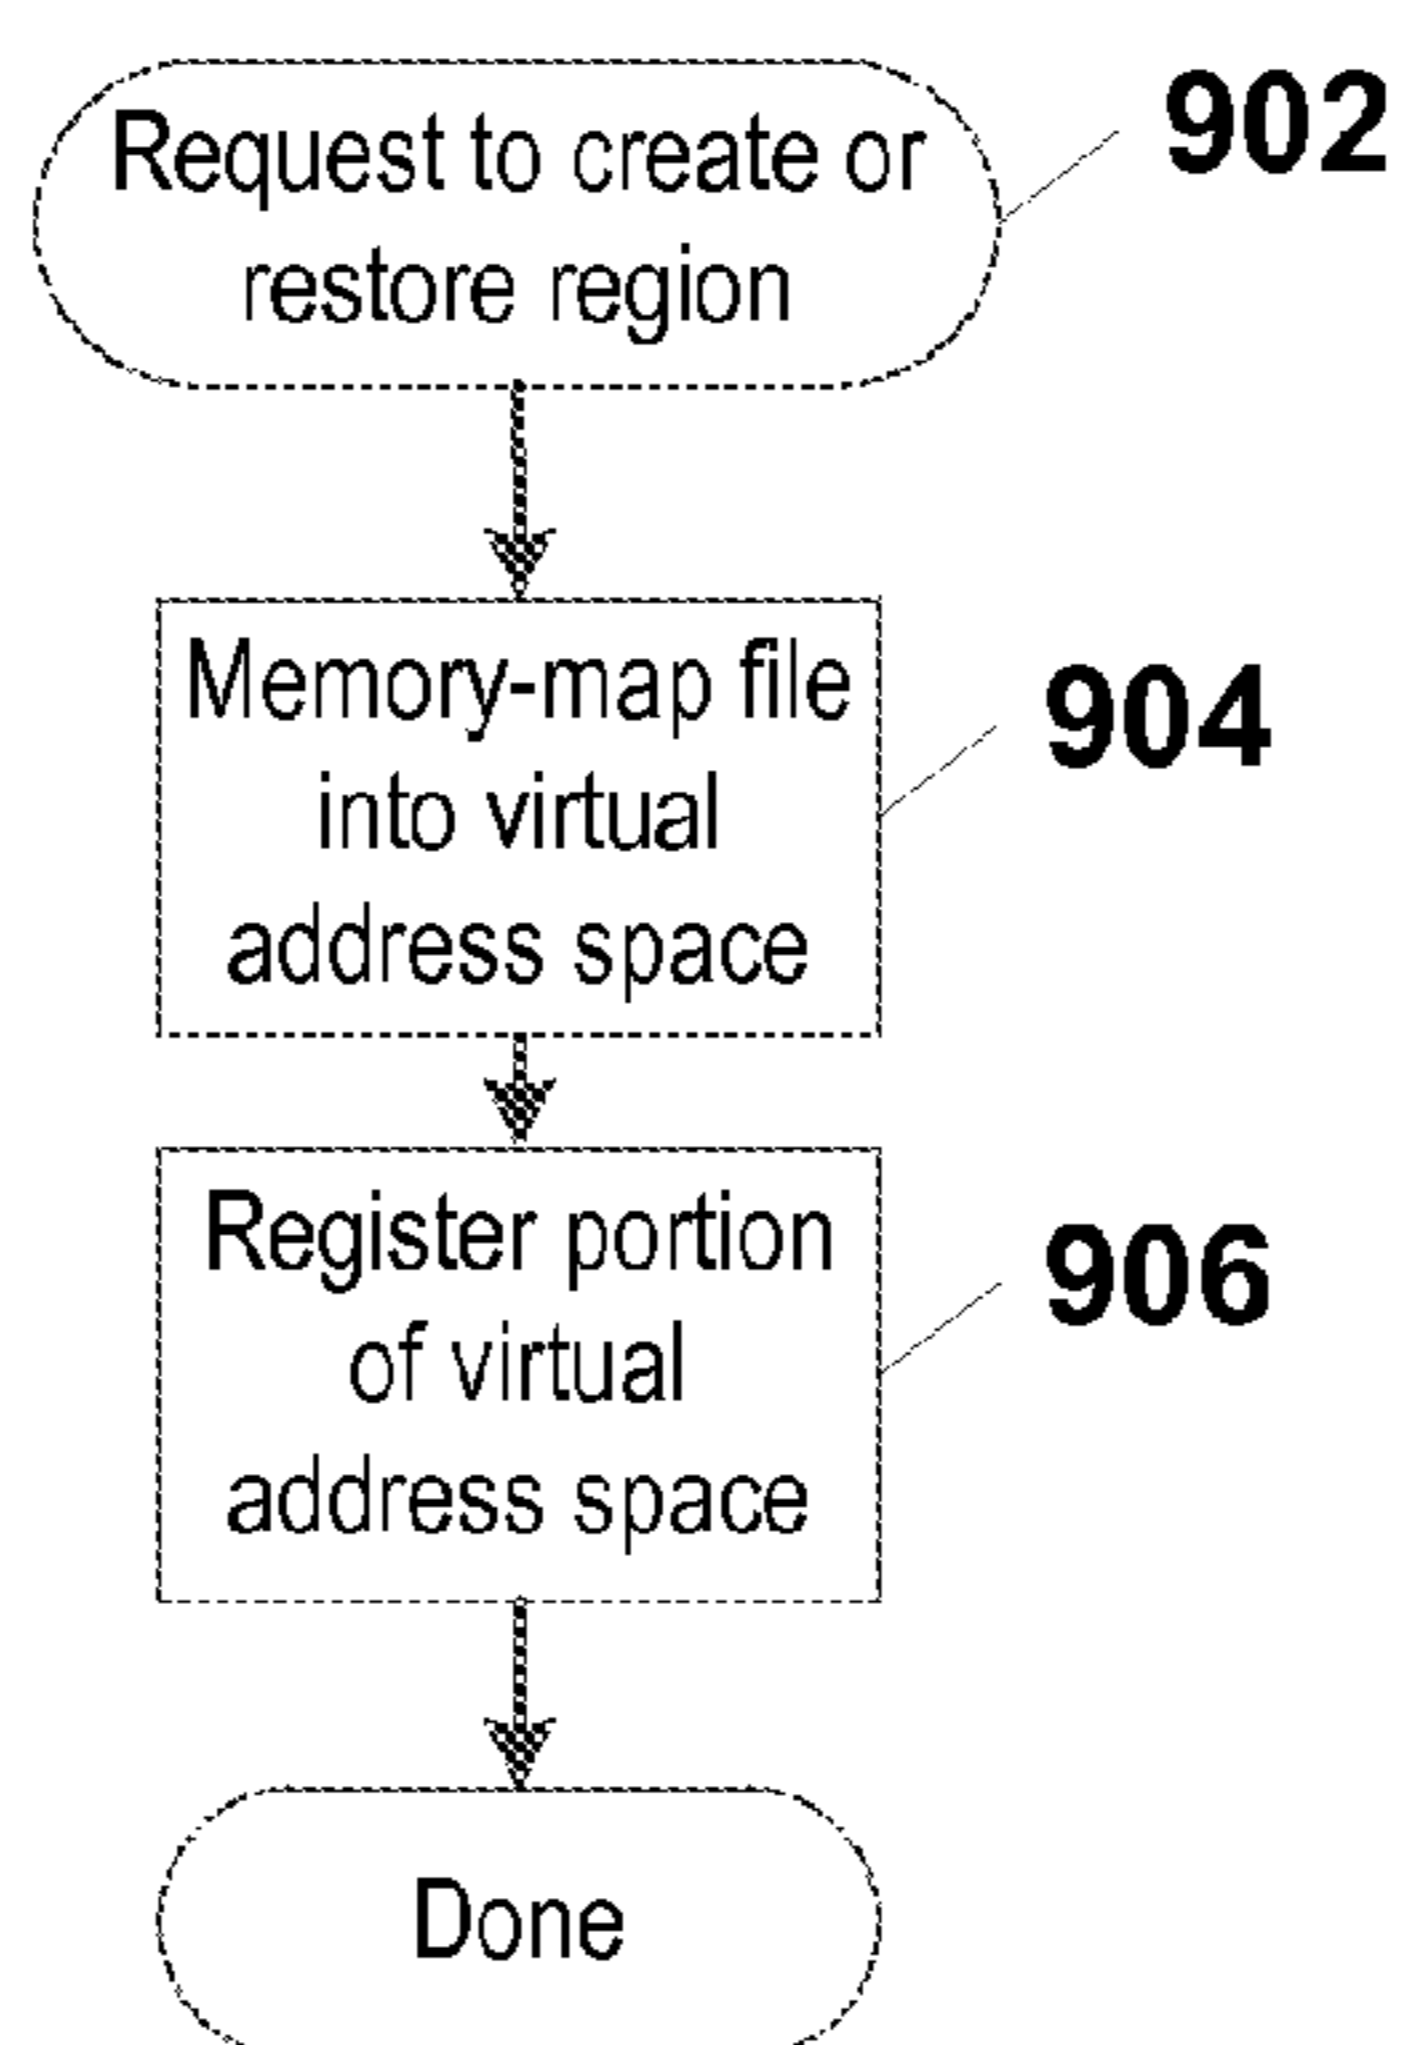 Request to create or
restore region
902
Memory-map file
into virtual
address space
904
Register portion
of virtual
address space
906
Done